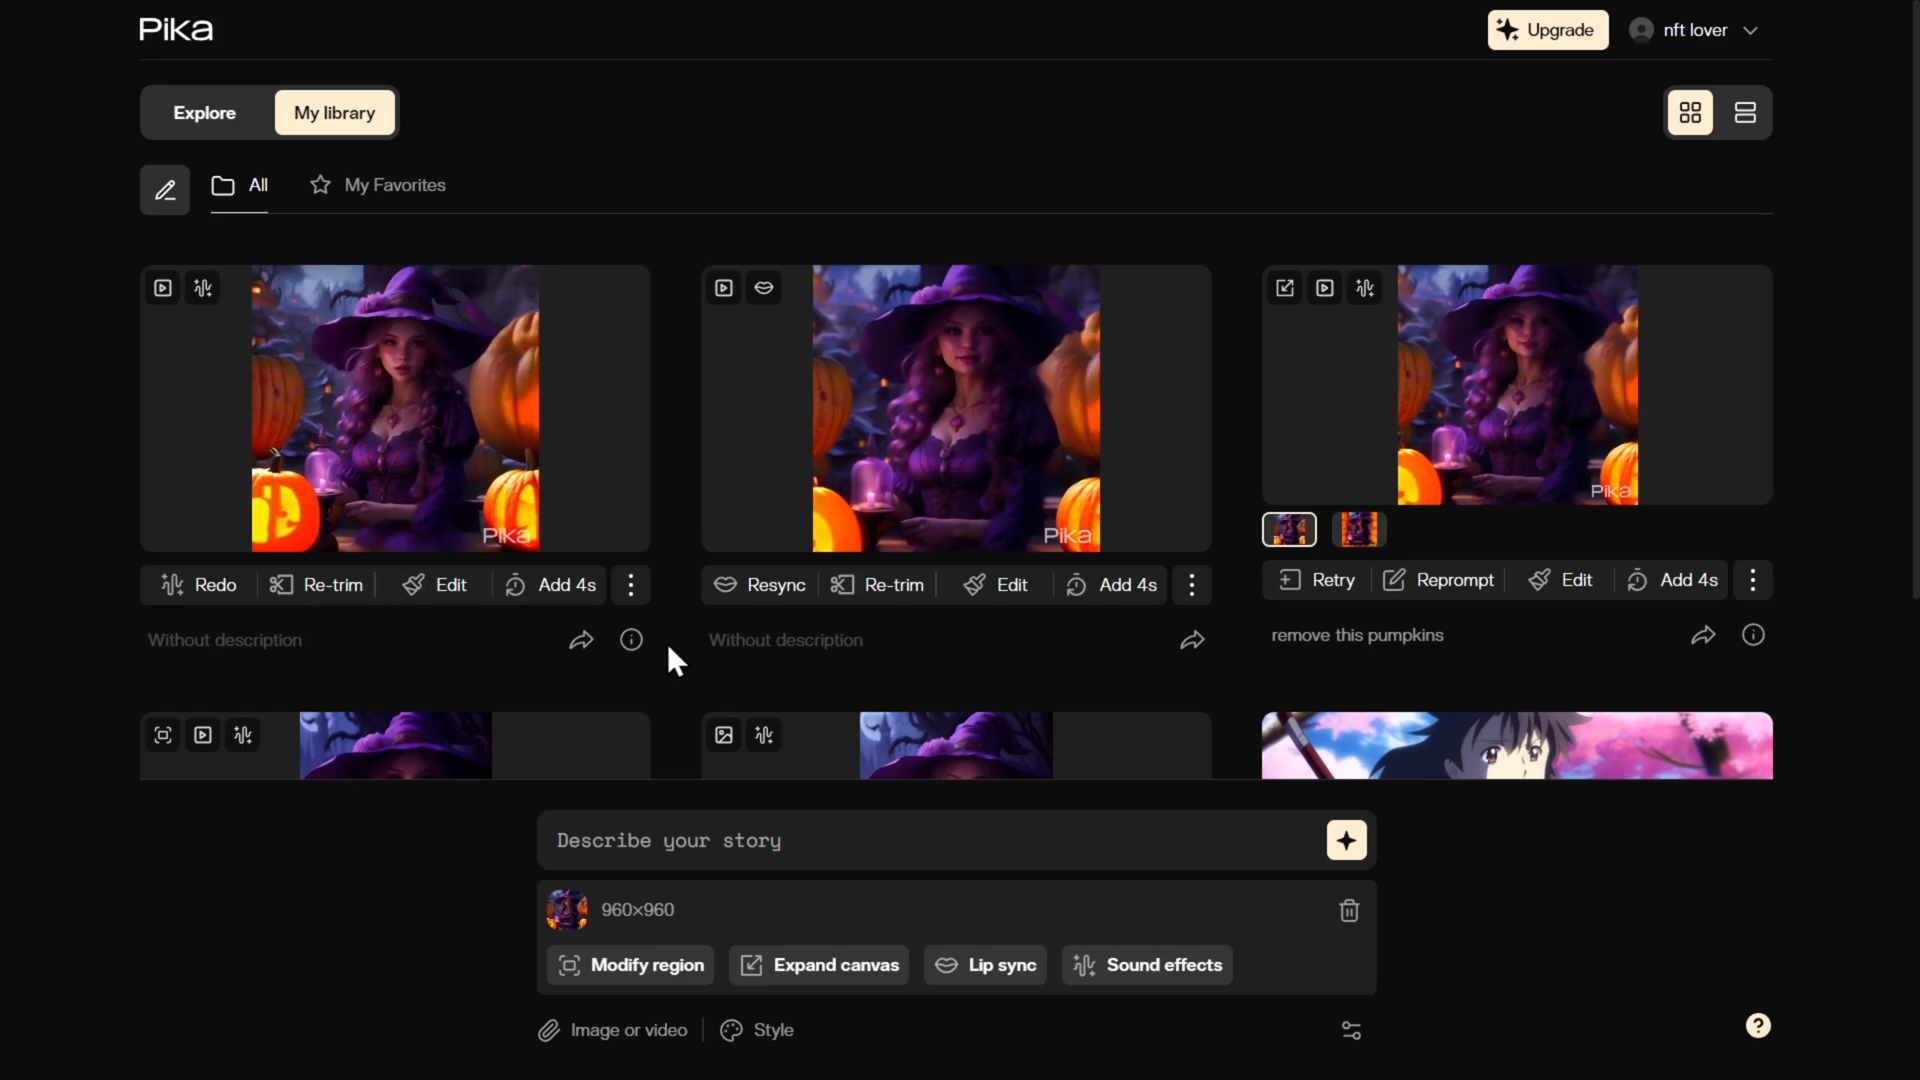 Pika
Upgrade
nft lover
Explore
My library
All
My Favorites
Pika
Pika
Pika
Redo
Re-trim
Edit
Add 4s
Resync
Re-trim
Edit
Add 4s
Retry
Reprompt
Edit
Add 4s
Without description
Without description
remove this pumpkins
Describe your story
960×960
Modify region
Expand canvas
Lip sync
Sound effects
Image or video
Style
?